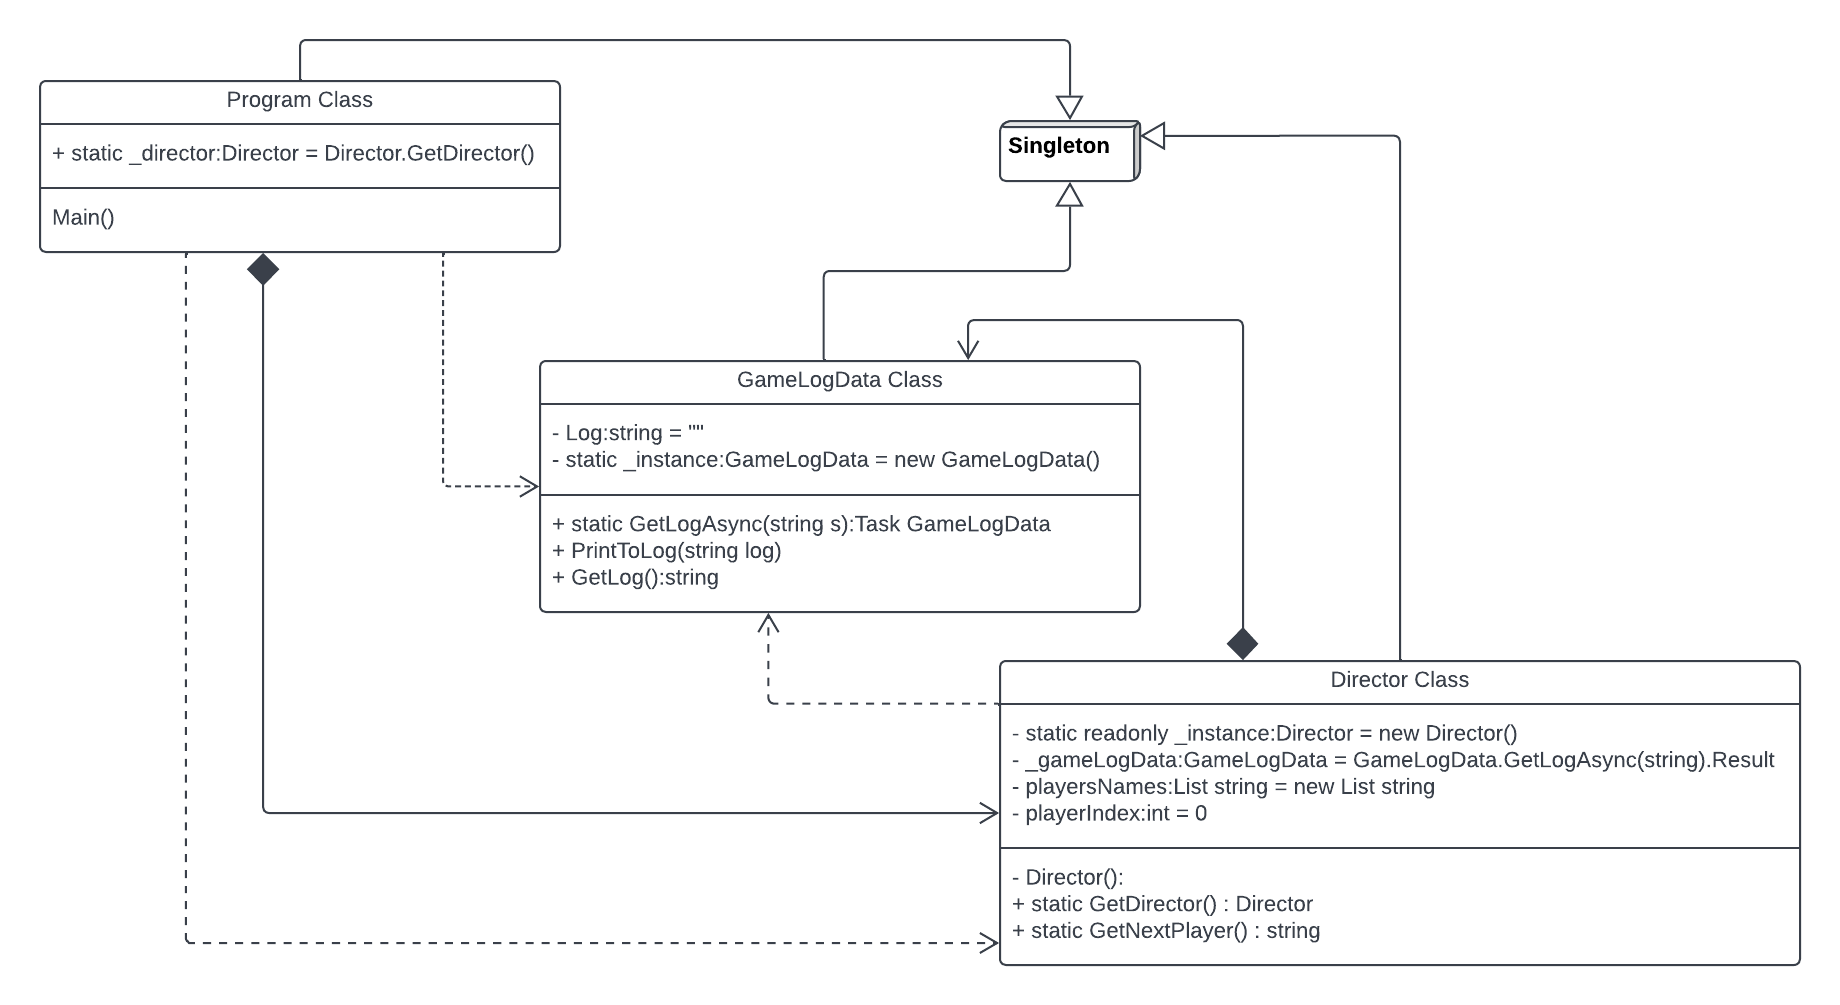 Program Class
+ static _director:Director = Director.GetDirector()
Main()
Singleton
GameLogData Class
- Log:string = ""
- static _instance:GameLogData = new GameLogData()
+ static GetLogAsync(string s):Task GameLogData
+ PrintToLog(string log)
+ GetLog():string
Director Class
- static readonly _instance:Director = new Director()
- _gameLogData:GameLogData = GameLogData.GetLogAsync(string).Result
- playersNames:List string = new List string
- playerIndex:int = 0
- Director():
+ static GetDirector() : Director
+ static GetNextPlayer() : string